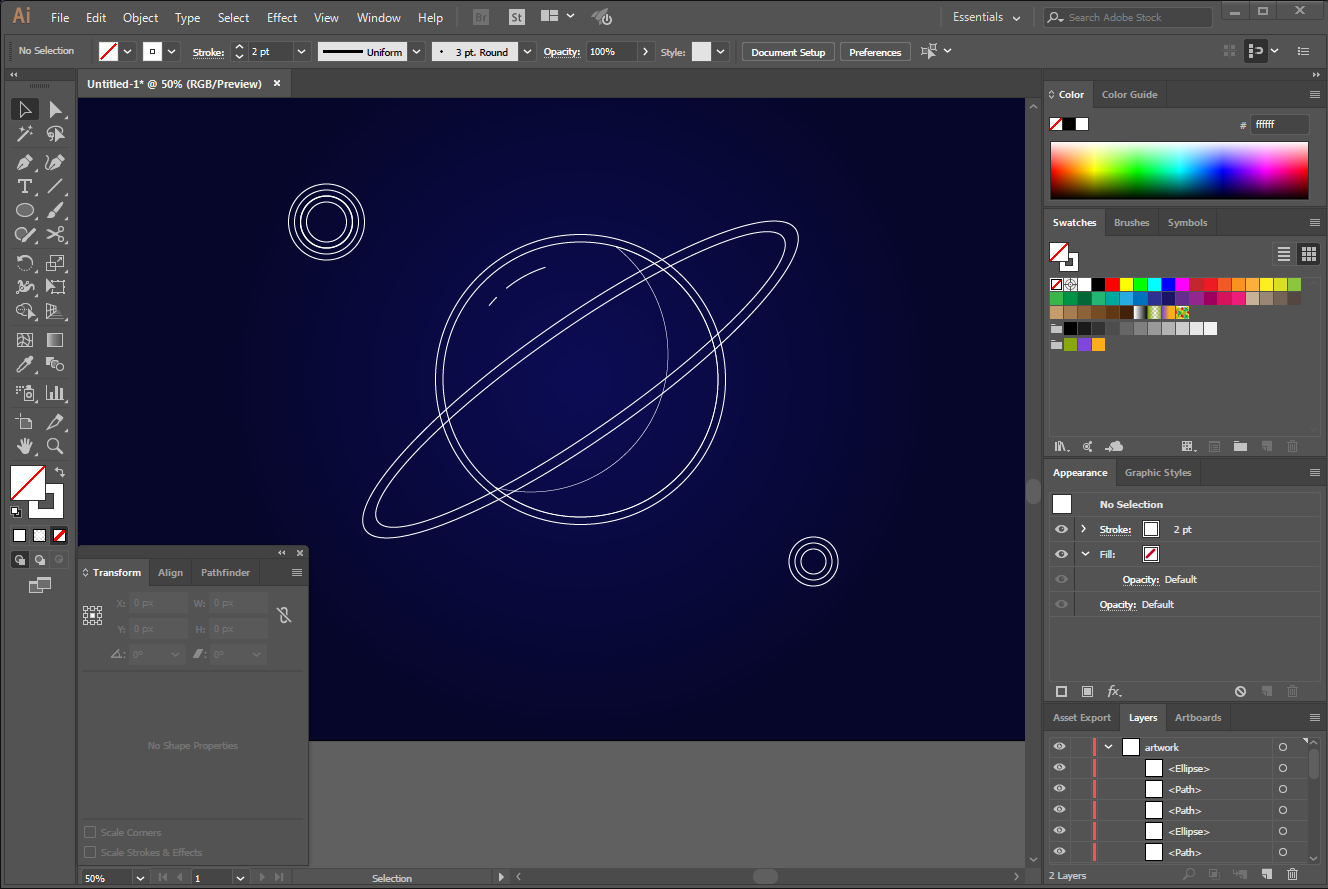 Ai File Edit Object Type Select Effect View Window Help Br St Essentials Search Adobe Stock
No Selection Stroke: 2 pt Uniform 3 pt. Round Opacity: 100% Style: Document Setup Preferences
Untitled-1* @ 50% (RGB/Preview)
Color Color Guide
# ffffff
Swatches Brushes Symbols
Appearance Graphic Styles
No Selection
Stroke: 2 pt
Fill:
Opacity: Default
Opacity: Default
Transform Align Pathfinder
X: 0 px W: 0 px
Y: 0 px H: 0 px
0° 0°
No Shape Properties
Scale Corners
Scale Strokes & Effects
Asset Export Layers Artboards
artwork
<Ellipse>
<Path>
<Path>
<Ellipse>
<Path>
2 Layers
50% 1 Selection